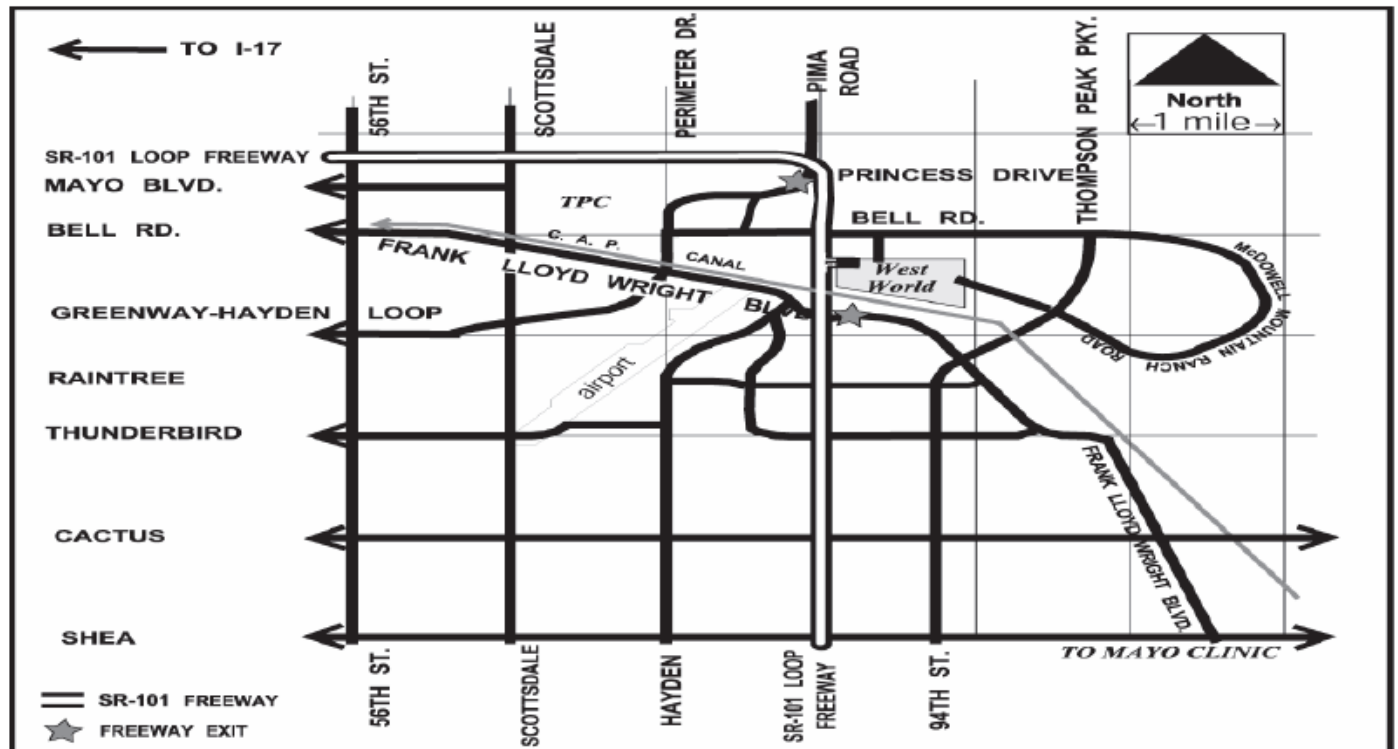 TO I-17
56TH ST.
SCOTTSDALE
PERIMETER DR.
PIMA
ROAD
THOMPSON PEAK PKY.
North
1 mile
SR-101 LOOP FREEWAY
MAYO BLVD.
PRINCESS DRIVE
TPC
BELL RD.
BELL RD.
C. A. P.
CANAL
FRANK LLOYD WRIGHT BLVD.
West
World
McDOWELL MOUNTAIN RANCH ROAD
GREENWAY-HAYDEN LOOP
RAINTREE
airport
THUNDERBIRD
FRANK LLOYD WRIGHT BLVD.
CACTUS
SHEA
TO MAYO CLINIC
56TH ST.
SCOTTSDALE
HAYDEN
SR-101 LOOP
FREEWAY
94TH ST.
SR-101 FREEWAY
FREEWAY EXIT